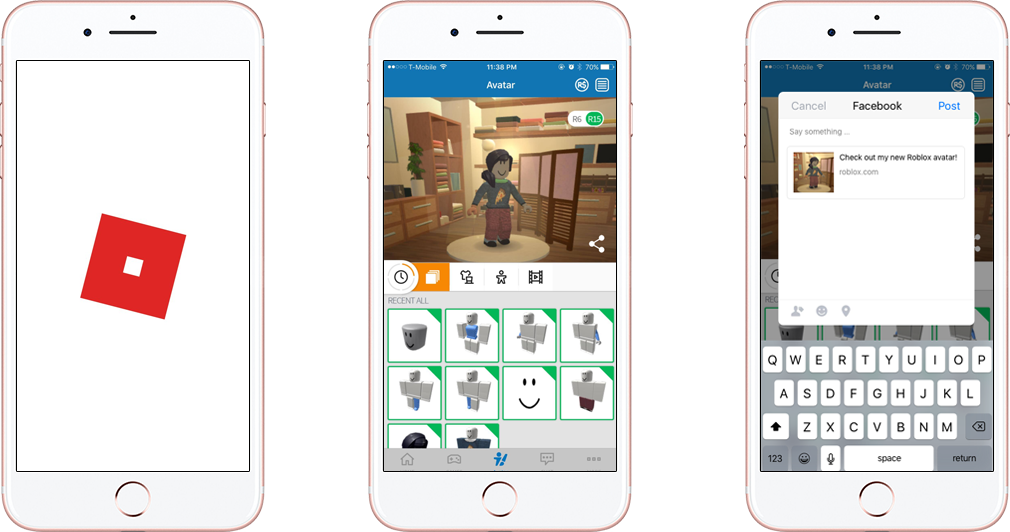 T-Mobile 11:38 PM 70%
Avatar
R$
R6 R15
RECENT ALL
T-Mobile 11:38 PM 70%
Avatar
R$
Cancel Facebook Post
Say something ...
Check out my new Roblox avatar!
roblox.com
Q W E R T Y U I O P
A S D F G H J K L
Z X C V B N M
123 space return